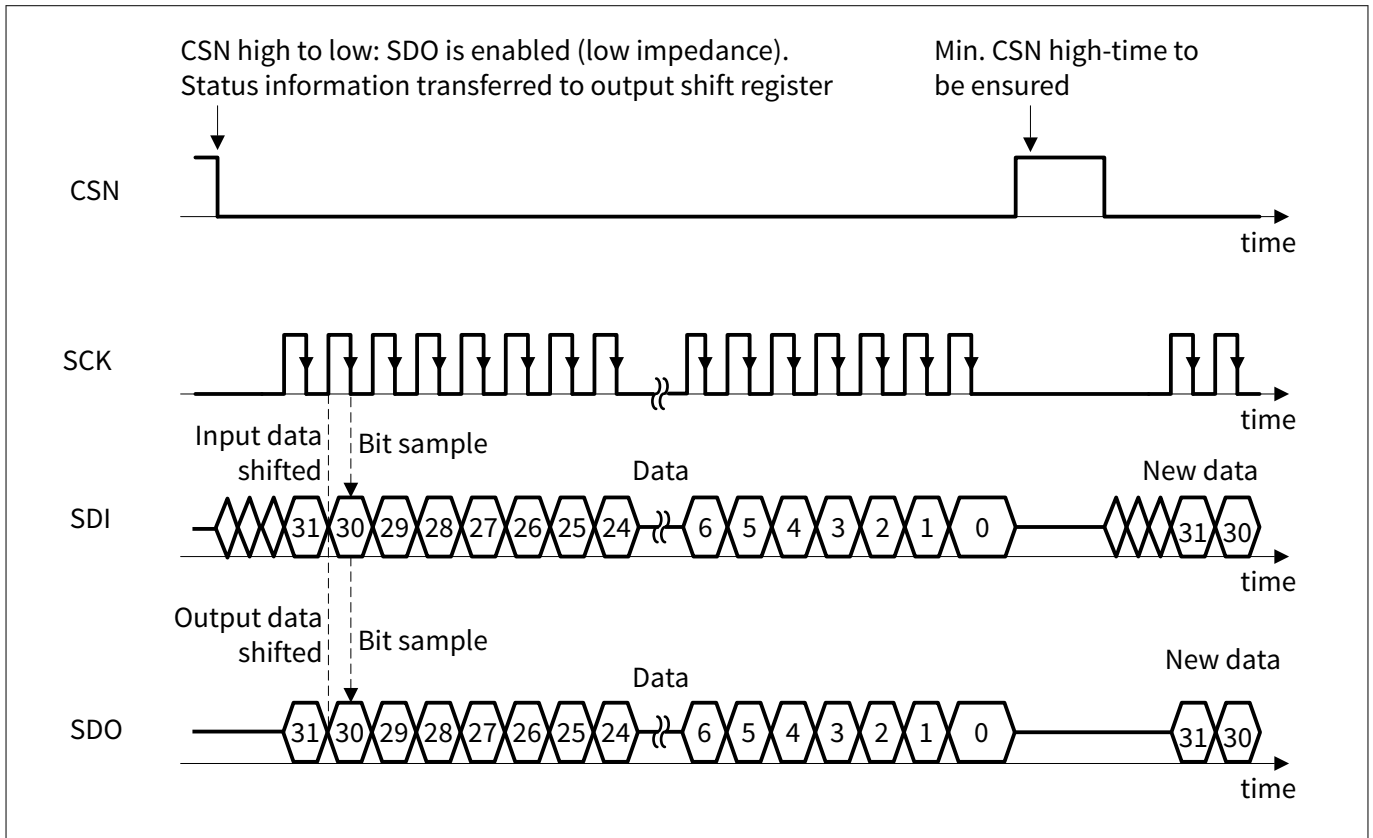 CSN high to low: SDO is enabled (low impedance).
Status information transferred to output shift register
Min. CSN high-time to
be ensured
CSN
time
SCK
time
Input data
shifted
Bit sample
Data
New data
SDI
31 30 29 28 27 26 25 24 6 5 4 3 2 1 0 31 30
time
Output data
shifted
Bit sample
Data
New data
SDO
31 30 29 28 27 26 25 24 6 5 4 3 2 1 0 31 30
time